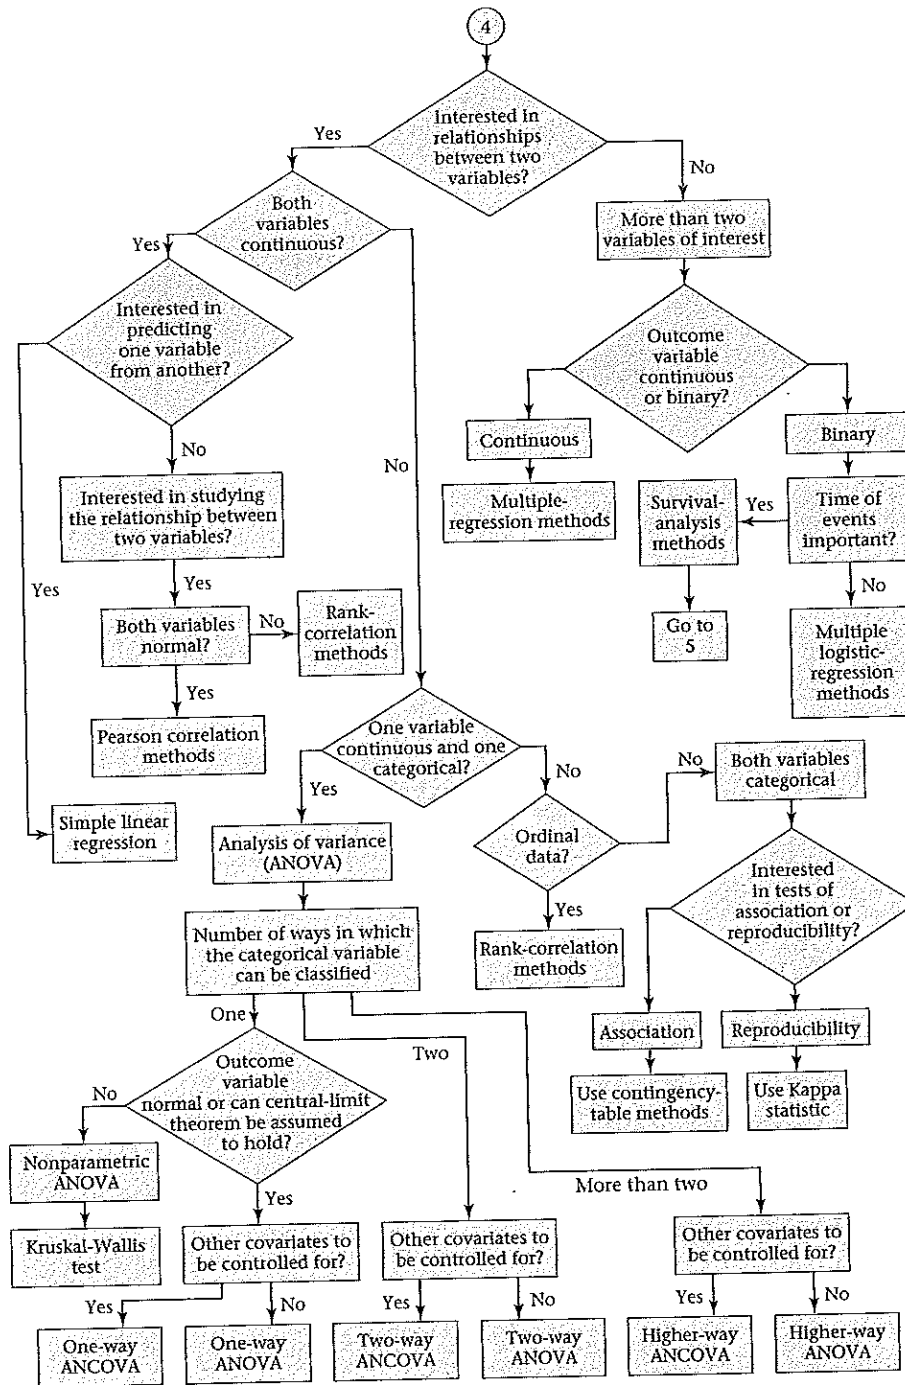 4
Interested in
relationships
between two
variables?
Yes
No
Both
variables
continuous?
More than two
variables of interest
Yes
Interested in
predicting
one variable
from another?
Outcome
variable
continuous
or binary?
No
No
Continuous
Binary
Interested in studying
the relationship between
two variables?
Multiple-
regression methods
Survival-
analysis
methods
Yes
Time of
events
important?
Yes
Yes
No
Both variables
normal?
No
Rank-
correlation
methods
Go to
5
Multiple
logistic-
regression
methods
Yes
Pearson correlation
methods
One variable
continuous and one
categorical?
No
Both variables
categorical
Yes
No
Simple linear
regression
Analysis of variance
(ANOVA)
Ordinal
data?
Interested
in tests of
association or
reproducibility?
Yes
Number of ways in which
the categorical variable
can be classified
Rank-correlation
methods
One
Two
Association
Reproducibility
Outcome
variable
normal or can central-limit
theorem be assumed
to hold?
No
Use contingency-
table methods
Use Kappa
statistic
Nonparametric
ANOVA
Yes
More than two
Kruskal-Wallis
test
Other covariates to
be controlled for?
Other covariates to
be controlled for?
Other covariates to
be controlled for?
Yes
No
Yes
No
Yes
No
One-way
ANCOVA
One-way
ANOVA
Two-way
ANCOVA
Two-way
ANOVA
Higher-way
ANCOVA
Higher-way
ANOVA